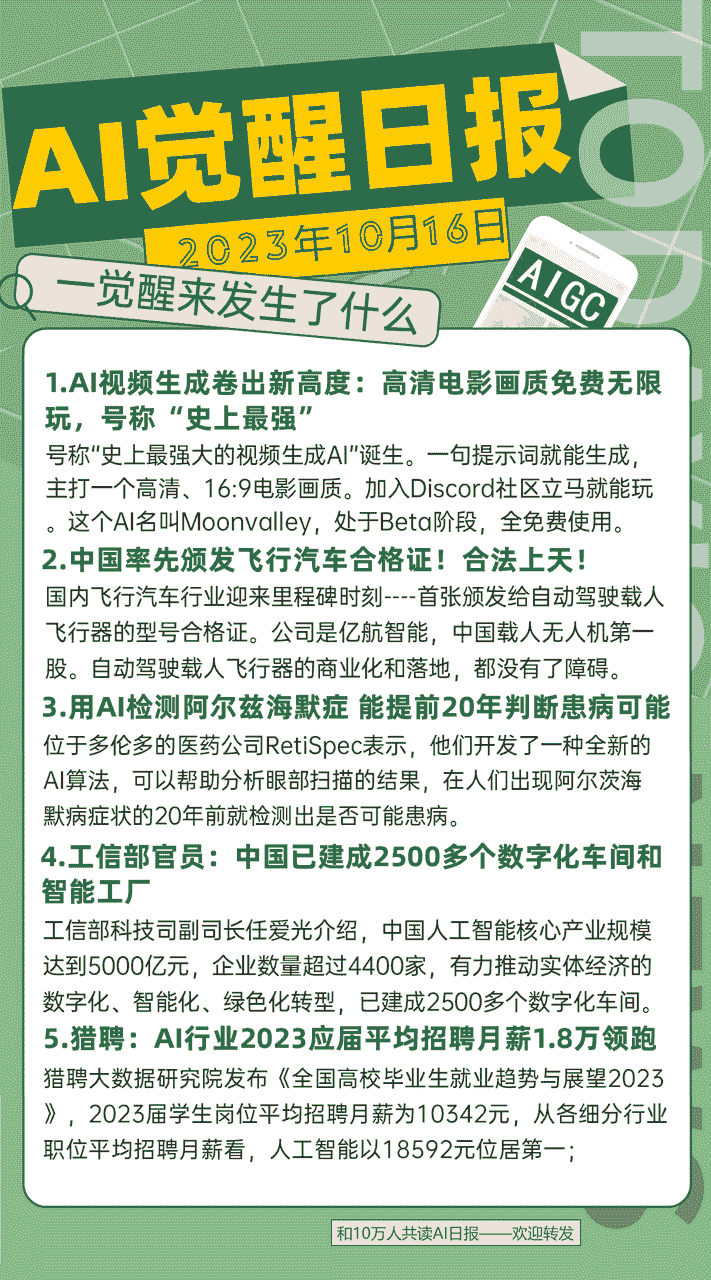 AI觉醒日报
2023年10月16日
一觉醒来发生了什么
AIGC
1.AI视频生成卷出新高度：高清电影画质免费无限
玩，号称“史上最强”
号称“史上最强大的视频生成AI”诞生。一句提示词就能生成，
主打一个高清、16:9电影画质。加入Discord社区立马就能玩
。这个AI名叫Moonvalley，处于Beta阶段，全免费使用。
2.中国率先颁发飞行汽车合格证！合法上天！
国内飞行汽车行业迎来里程碑时刻----首张颁发给自动驾驶载人
飞行器的型号合格证。公司是亿航智能，中国载人无人机第一
股。自动驾驶载人飞行器的商业化和落地，都没有了障碍。
3.用AI检测阿尔兹海默症 能提前20年判断患病可能
位于多伦多的医药公司RetiSpec表示，他们开发了一种全新的
AI算法，可以帮助分析眼部扫描的结果，在人们出现阿尔茨海
默病症状的20年前就检测出是否可能患病。
4.工信部官员：中国已建成2500多个数字化车间和
智能工厂
工信部科技司副司长任爱光介绍，中国人工智能核心产业规模
达到5000亿元，企业数量超过4400家，有力推动实体经济的
数字化、智能化、绿色化转型，已建成2500多个数字化车间。
5.猎聘：AI行业2023应届平均招聘月薪1.8万领跑
猎聘大数据研究院发布《全国高校毕业生就业趋势与展望2023
》，2023届学生岗位平均招聘月薪为10342元，从各细分行业
职位平均招聘月薪看，人工智能以18592元位居第一；
和10万人共读AI日报——欢迎转发